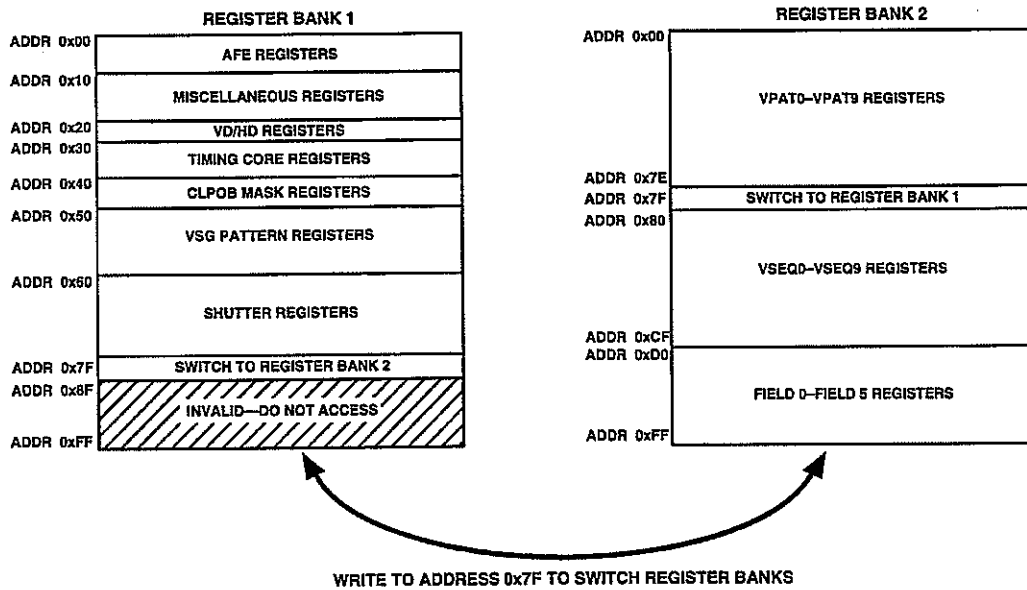 REGISTER BANK 1
ADDR 0x00
AFE REGISTERS
ADDR 0x10
MISCELLANEOUS REGISTERS
ADDR 0x20
VD/HD REGISTERS
ADDR 0x30
TIMING CORE REGISTERS
ADDR 0x40
CLPOB MASK REGISTERS
ADDR 0x50
VSG PATTERN REGISTERS
ADDR 0x60
SHUTTER REGISTERS
ADDR 0x7F
SWITCH TO REGISTER BANK 2
ADDR 0x8F
INVALID—DO NOT ACCESS
ADDR 0xFF
REGISTER BANK 2
ADDR 0x00
VPAT0–VPAT9 REGISTERS
ADDR 0x7E
ADDR 0x7F
SWITCH TO REGISTER BANK 1
ADDR 0x80
VSEQ0–VSEQ9 REGISTERS
ADDR 0xCF
ADDR 0xD0
FIELD 0–FIELD 5 REGISTERS
ADDR 0xFF
WRITE TO ADDRESS 0x7F TO SWITCH REGISTER BANKS